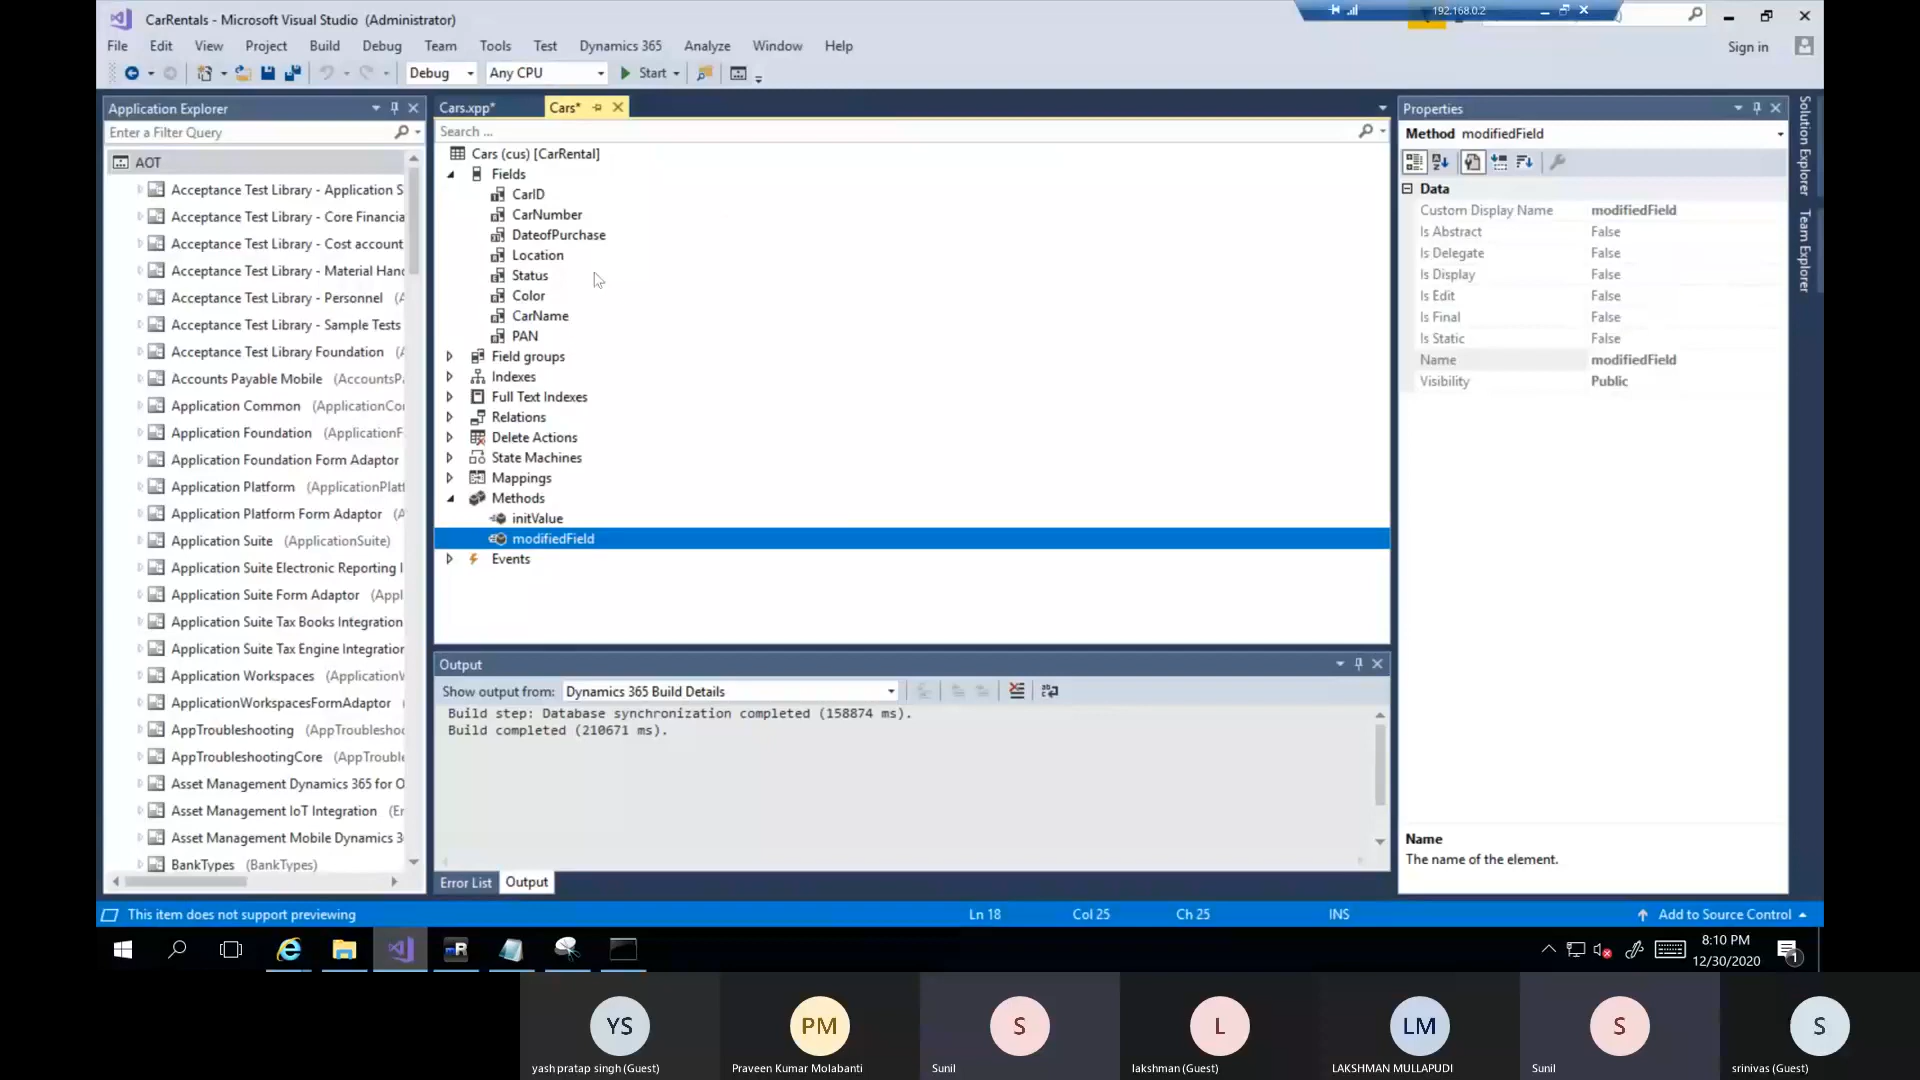 CarRentals - Microsoft Visual Studio (Administrator)
192.168.0.2
File Edit View Project Build Debug Team Tools Test Dynamics 365 Analyze Window Help
Sign in
Debug Any CPU Start
Application Explorer
Enter a Filter Query
AOT
Acceptance Test Library - Application S
Acceptance Test Library - Core Financia
Acceptance Test Library - Cost account
Acceptance Test Library - Material Hand
Acceptance Test Library - Personnel (A
Acceptance Test Library - Sample Tests
Acceptance Test Library Foundation (A
Accounts Payable Mobile (AccountsPa
Application Common (ApplicationCo
Application Foundation (ApplicationF
Application Foundation Form Adaptor
Application Platform (ApplicationPlatf
Application Platform Form Adaptor (A
Application Suite (ApplicationSuite)
Application Suite Electronic Reporting I
Application Suite Form Adaptor (Appl
Application Suite Tax Books Integration
Application Suite Tax Engine Integration
Application Workspaces (ApplicationW
ApplicationWorkspacesFormAdaptor
AppTroubleshooting (AppTroubleshoo
AppTroubleshootingCore (AppTrouble
Asset Management Dynamics 365 for O
Asset Management IoT Integration (Er
Asset Management Mobile Dynamics 3
BankTypes (BankTypes)
Cars.xpp* Cars*
Search ...
Cars (cus) [CarRental]
Fields
CarID
CarNumber
DateofPurchase
Location
Status
Color
CarName
PAN
Field groups
Indexes
Full Text Indexes
Relations
Delete Actions
State Machines
Mappings
Methods
initValue
modifiedField
Events
Output
Show output from: Dynamics 365 Build Details
Build step: Database synchronization completed (158874 ms).
Build completed (210671 ms).
Error List Output
Properties
Method modifiedField
Data
Custom Display Name modifiedField
Is Abstract False
Is Delegate False
Is Display False
Is Edit False
Is Final False
Is Static False
Name modifiedField
Visibility Public
Name
The name of the element.
Solution Explorer
Team Explorer
This item does not support previewing Ln 18 Col 25 Ch 25 INS Add to Source Control
8:10 PM
12/30/2020
1
YS PM S L LM S S
yash pratap singh (Guest) Praveen Kumar Molabanti Sunil lakshman (Guest) LAKSHMAN MULLAPUDI Sunil srinivas (Guest)